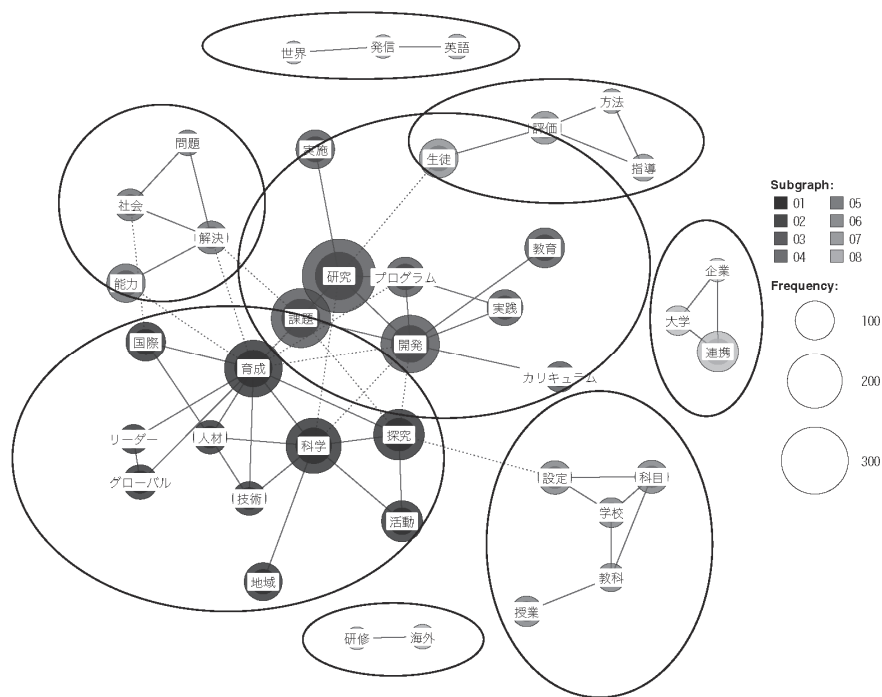 世界
発信
英語
方法
評価
生徒
指導
問題
実施
社会
解決
能力
教育
研究
プログラム
実践
課題
開発
カリキュラム
企業
大学
連携
Subgraph:
01
02
03
04
05
06
07
08
Frequency:
100
200
300
国際
育成
リーダー
人材
科学
探究
グローバル
技術
活動
地域
設定
科目
学校
教科
授業
研修
海外